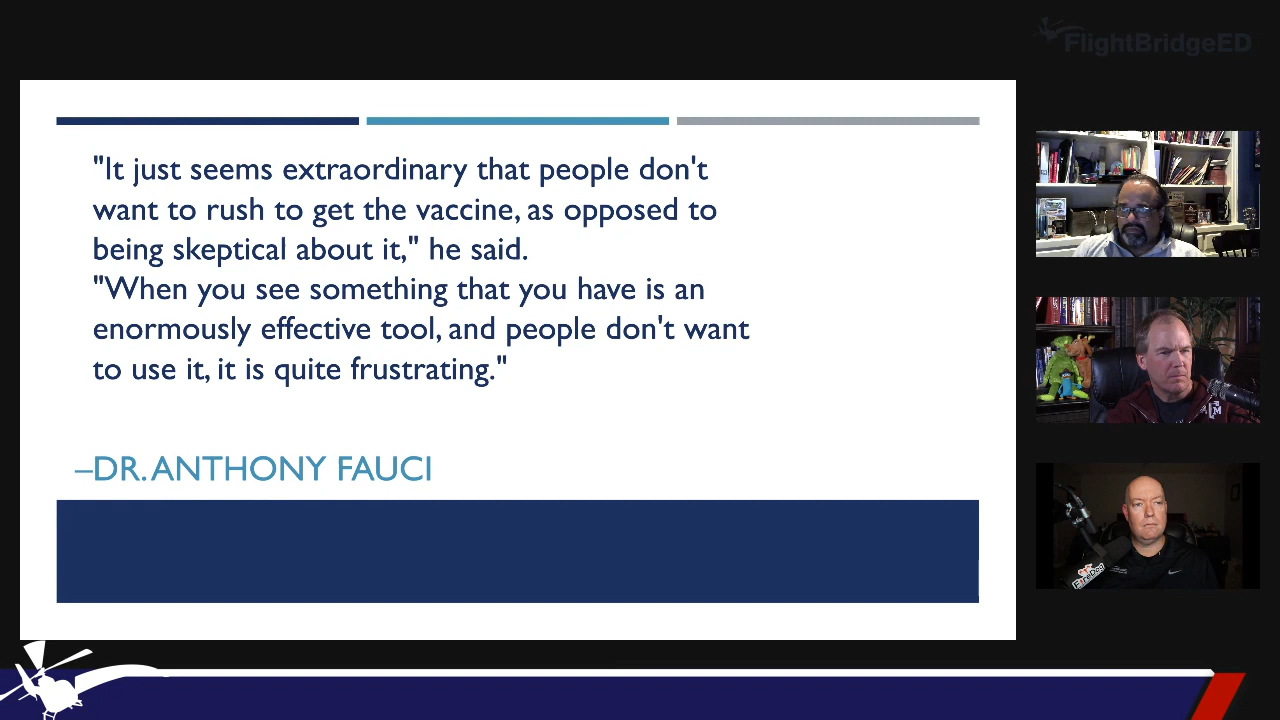 FlightBridgeED
"It just seems extraordinary that people don't
want to rush to get the vaccine, as opposed to
being skeptical about it," he said.
"When you see something that you have is an
enormously effective tool, and people don't want
to use it, it is quite frustrating."
–DR. ANTHONY FAUCI